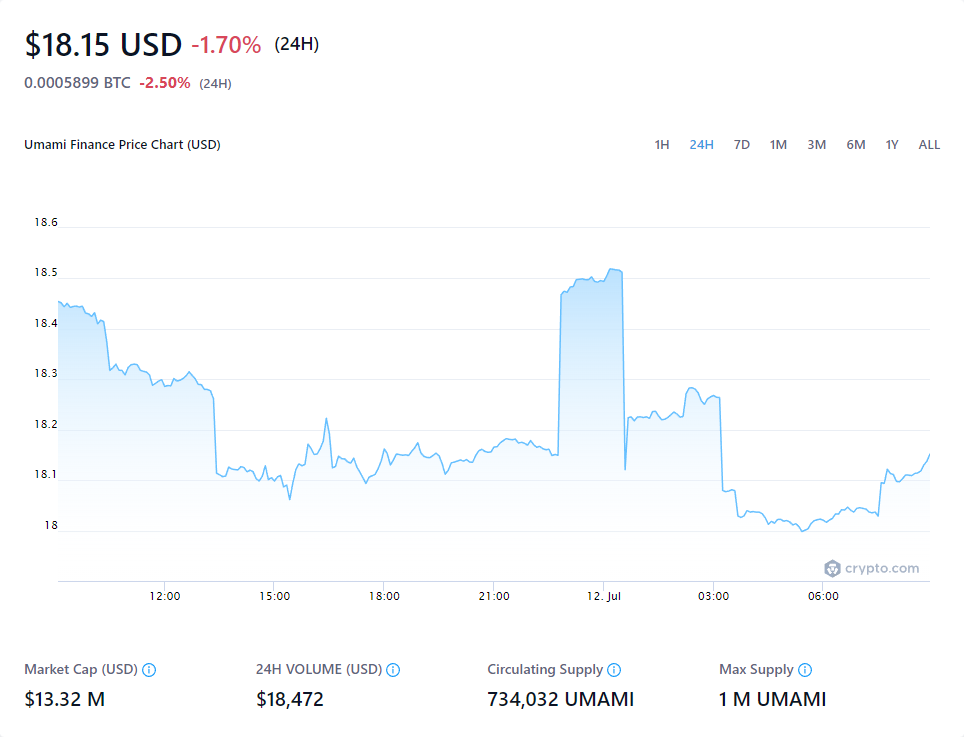 $18.15 USD -1.70% (24H)
0.0005899 BTC -2.50% (24H)
Umami Finance Price Chart (USD) 1H 24H 7D 1M 3M 6M 1Y ALL
18.6
18.5
18.4
18.3
18.2
18.1
18
crypto.com
12:00 15:00 18:00 21:00 12. Jul 03:00 06:00
Market Cap (USD) 24H VOLUME (USD) Circulating Supply Max Supply
$13.32 M $18,472 734,032 UMAMI 1 M UMAMI